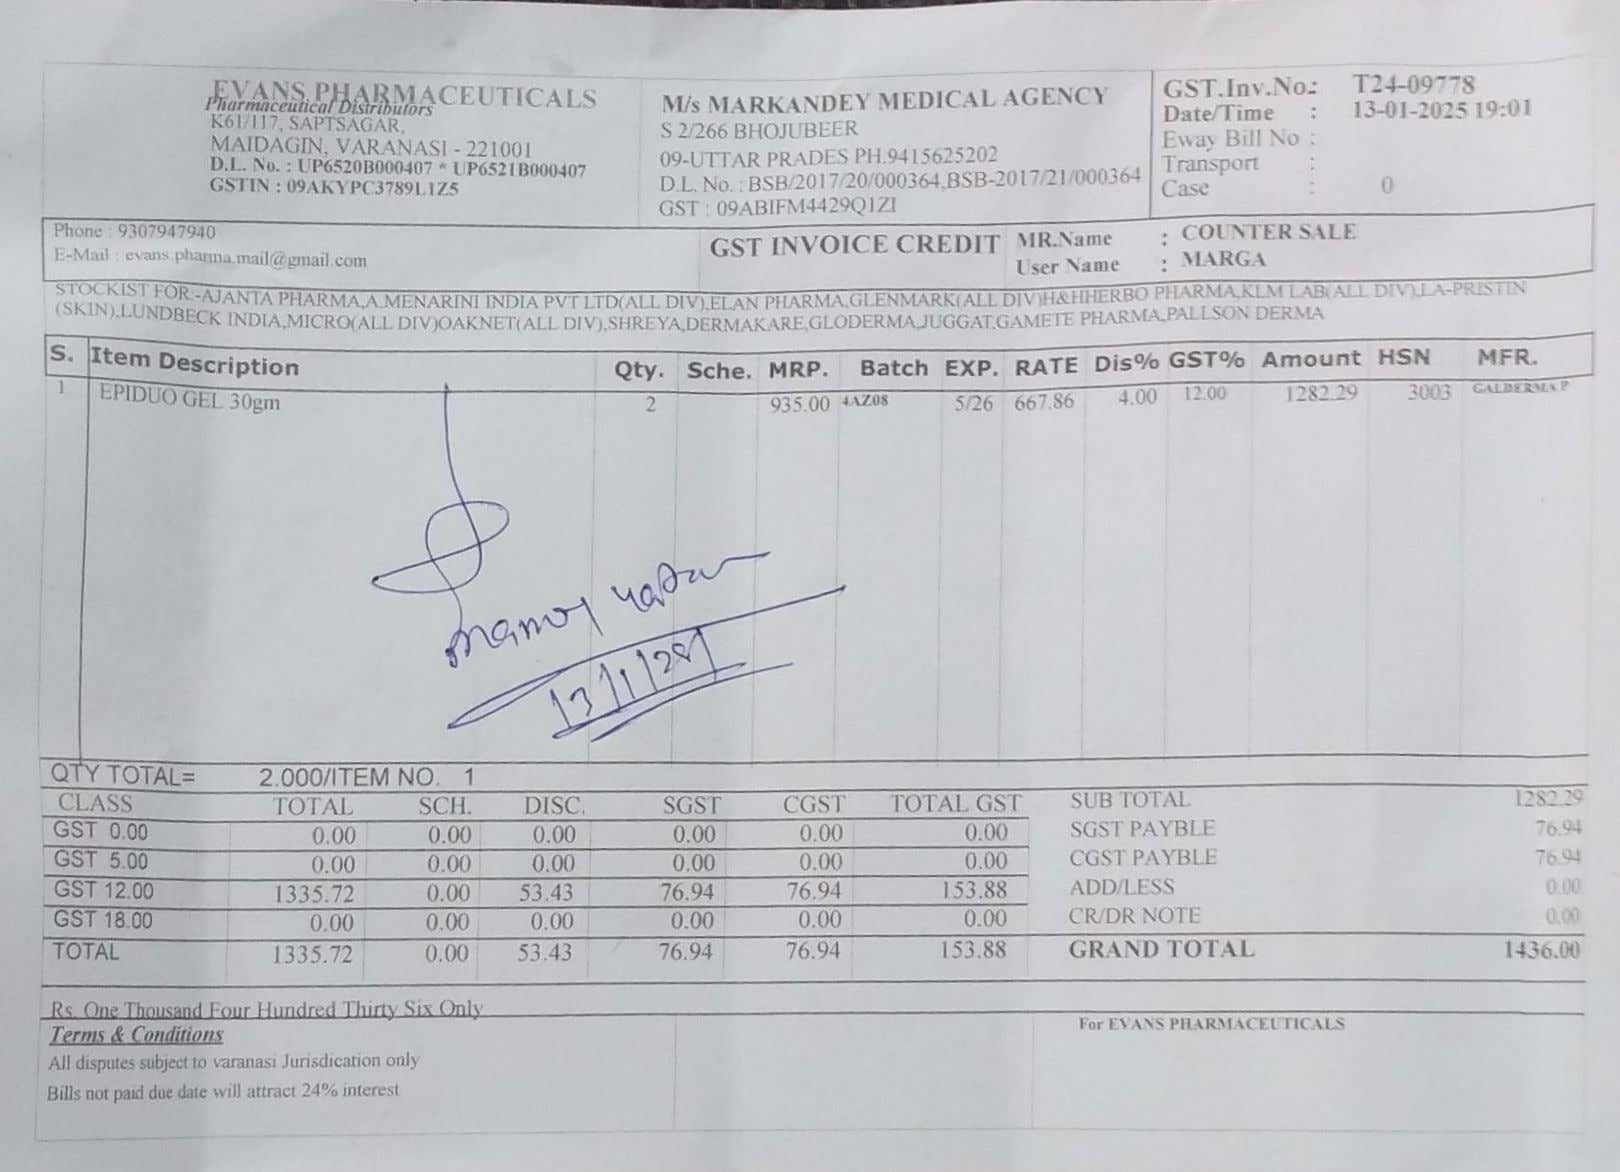 EVANS PHARMACEUTICALS
Pharmaceutical Distributors
K61/117, SAPTSAGAR,
MAIDAGIN, VARANASI - 221001
D.L. No. : UP6520B000407 * UP6521B000407
GSTIN : 09AKYPC3789L1Z5
M/s MARKANDEY MEDICAL AGENCY
S 2/266 BHOJUBEER
09-UTTAR PRADES PH.9415625202
D.L. No. : BSB/2017/20/000364,BSB-2017/21/000364
GST : 09ABIFM4429Q1ZI
GST.Inv.No.: T24-09778
Date/Time : 13-01-2025 19:01
Eway Bill No :
Transport :
Case : 0
Phone : 9307947940
E-Mail : evans.pharma.mail@gmail.com
GST INVOICE CREDIT
MR.Name : COUNTER SALE
User Name : MARGA
STOCKIST FOR:-AJANTA PHARMA,A.MENARINI INDIA PVT LTD(ALL DIV),ELAN PHARMA,GLENMARK(ALL DIV)H&HHERBO PHARMA,KLM LAB(ALL DIV),LA-PRISTIN
(SKIN),LUNDBECK INDIA,MICRO(ALL DIV)OAKNET(ALL DIV),SHREYA,DERMAKARE,GLODERMA,JUGGAT,GAMETE PHARMA,PALLSON DERMA
S. Item Description Qty. Sche. MRP. Batch EXP. RATE Dis% GST% Amount HSN MFR.
1 EPIDUO GEL 30gm 2 935.00 4AZ08 5/26 667.86 4.00 12.00 1282.29 3003 GALDERMA P
QTY TOTAL= 2.000/ITEM NO. 1
CLASS TOTAL SCH. DISC. SGST CGST TOTAL GST
GST 0.00 0.00 0.00 0.00 0.00 0.00 0.00
GST 5.00 0.00 0.00 0.00 0.00 0.00 0.00
GST 12.00 1335.72 0.00 53.43 76.94 76.94 153.88
GST 18.00 0.00 0.00 0.00 0.00 0.00 0.00
TOTAL 1335.72 0.00 53.43 76.94 76.94 153.88
SUB TOTAL 1282.29
SGST PAYBLE 76.94
CGST PAYBLE 76.94
ADD/LESS 0.00
CR/DR NOTE 0.00
GRAND TOTAL 1436.00
Rs. One Thousand Four Hundred Thirty Six Only
Terms & Conditions
All disputes subject to varanasi Jurisdication only
Bills not paid due date will attract 24% interest
For EVANS PHARMACEUTICALS